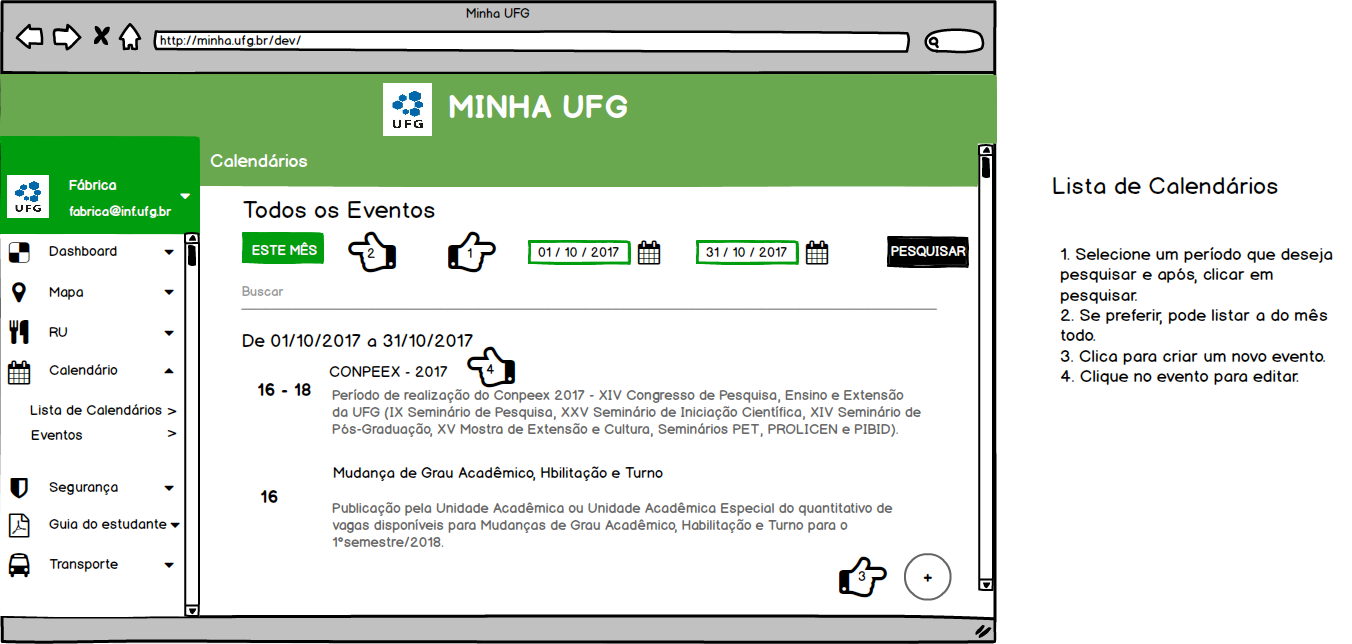 Minha UFG
http://minha.ufg.br/dev/
UFG
MINHA UFG
Calendários
UFG
Fábrica
fabrica@inf.ufg.br
Dashboard
Mapa
RU
Calendário
Lista de Calendários >
Eventos >
Segurança
Guia do estudante
Transporte
Todos os Eventos
ESTE MÊS
2
1
01 / 10 / 2017
31 / 10 / 2017
PESQUISAR
Buscar
De 01/10/2017 a 31/10/2017
16 - 18
CONPEEX - 2017
4
Período de realização do Conpeex 2017 - XIV Congresso de Pesquisa, Ensino e Extensão
da UFG (IX Seminário de Pesquisa, XXV Seminário de Iniciação Científica, XIV Seminário de
Pós-Graduação, XV Mostra de Extensão e Cultura, Seminários PET, PROLICEN e PIBID).
16
Mudança de Grau Acadêmico, Hbilitação e Turno
Publicação pela Unidade Acadêmica ou Unidade Acadêmica Especial do quantitativo de
vagas disponíveis para Mudanças de Grau Acadêmico, Habilitação e Turno para o
1°semestre/2018.
3
+
Lista de Calendários
1. Selecione um período que deseja
pesquisar e após, clicar em
pesquisar.
2. Se preferir, pode listar a do mês
todo.
3. Clica para criar um novo evento.
4. Clique no evento para editar.